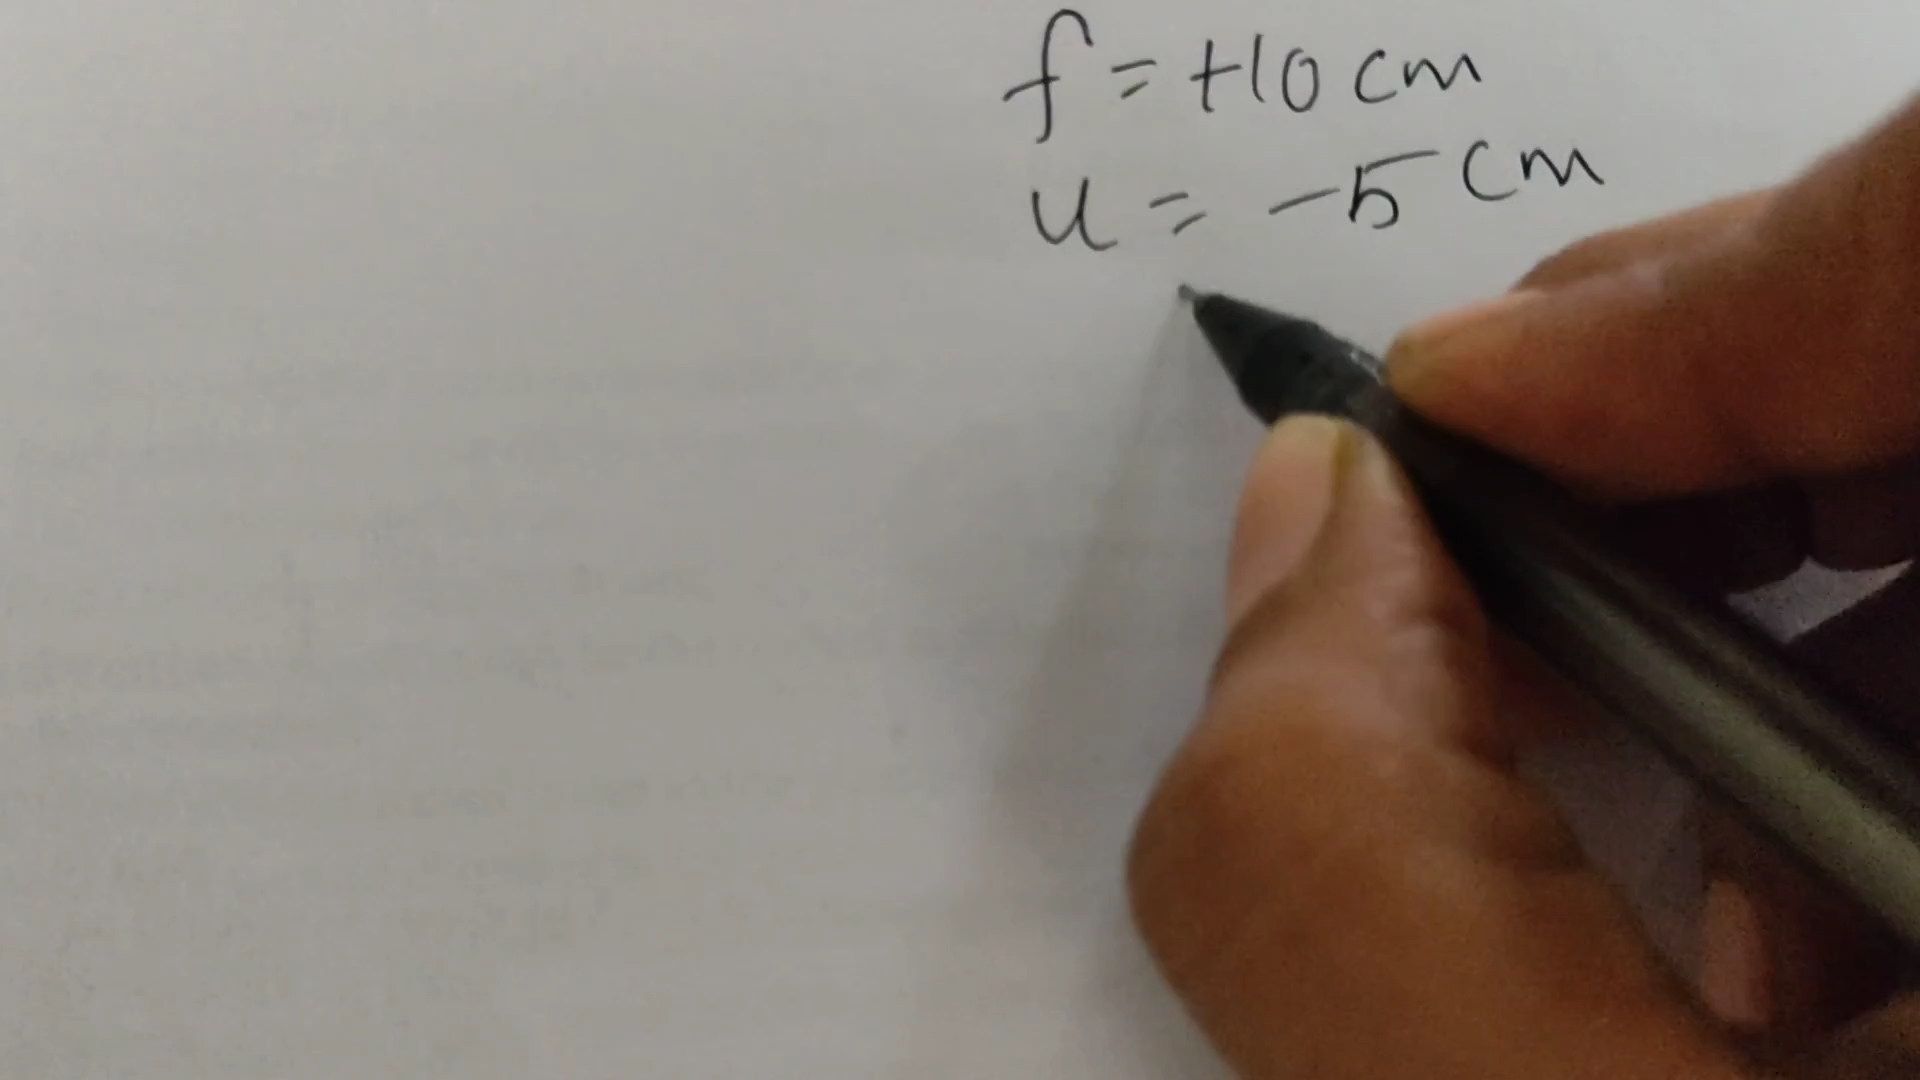 f = +10 cm
u = -5 cm